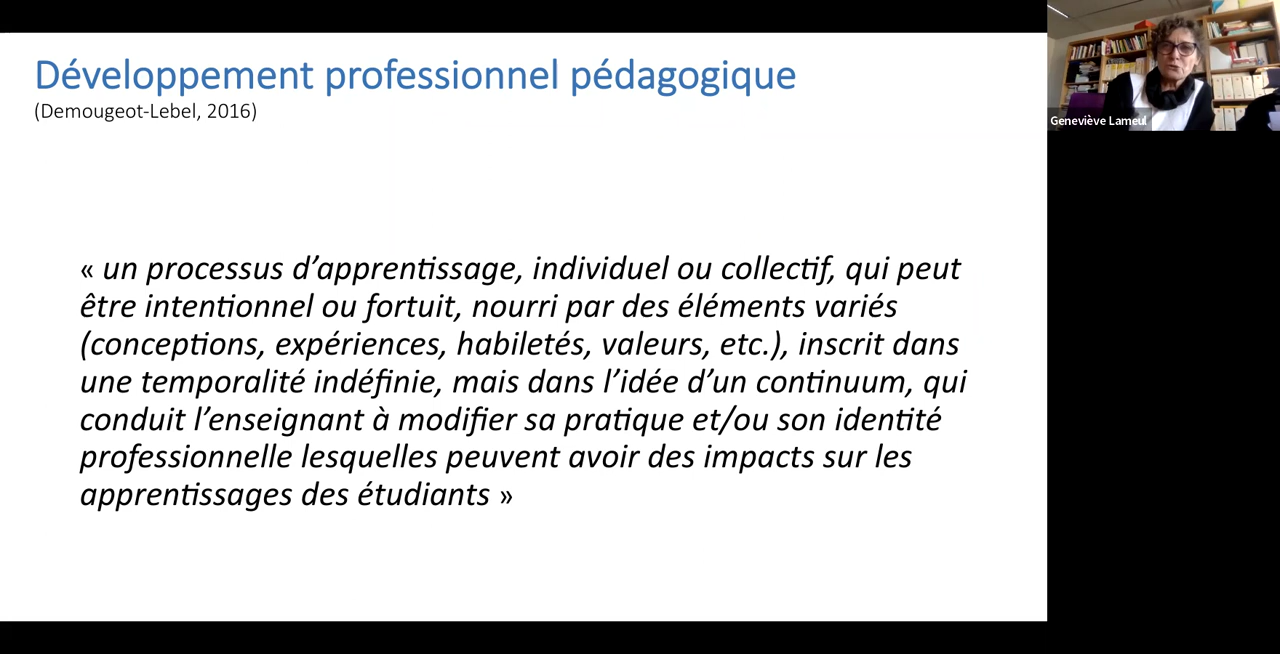 Développement professionnel pédagogique
(Demougeot-Lebel, 2016)
Geneviève Lameul
« un processus d’apprentissage, individuel ou collectif, qui peut
être intentionnel ou fortuit, nourri par des éléments variés
(conceptions, expériences, habiletés, valeurs, etc.), inscrit dans
une temporalité indéfinie, mais dans l’idée d’un continuum, qui
conduit l’enseignant à modifier sa pratique et/ou son identité
professionnelle lesquelles peuvent avoir des impacts sur les
apprentissages des étudiants »